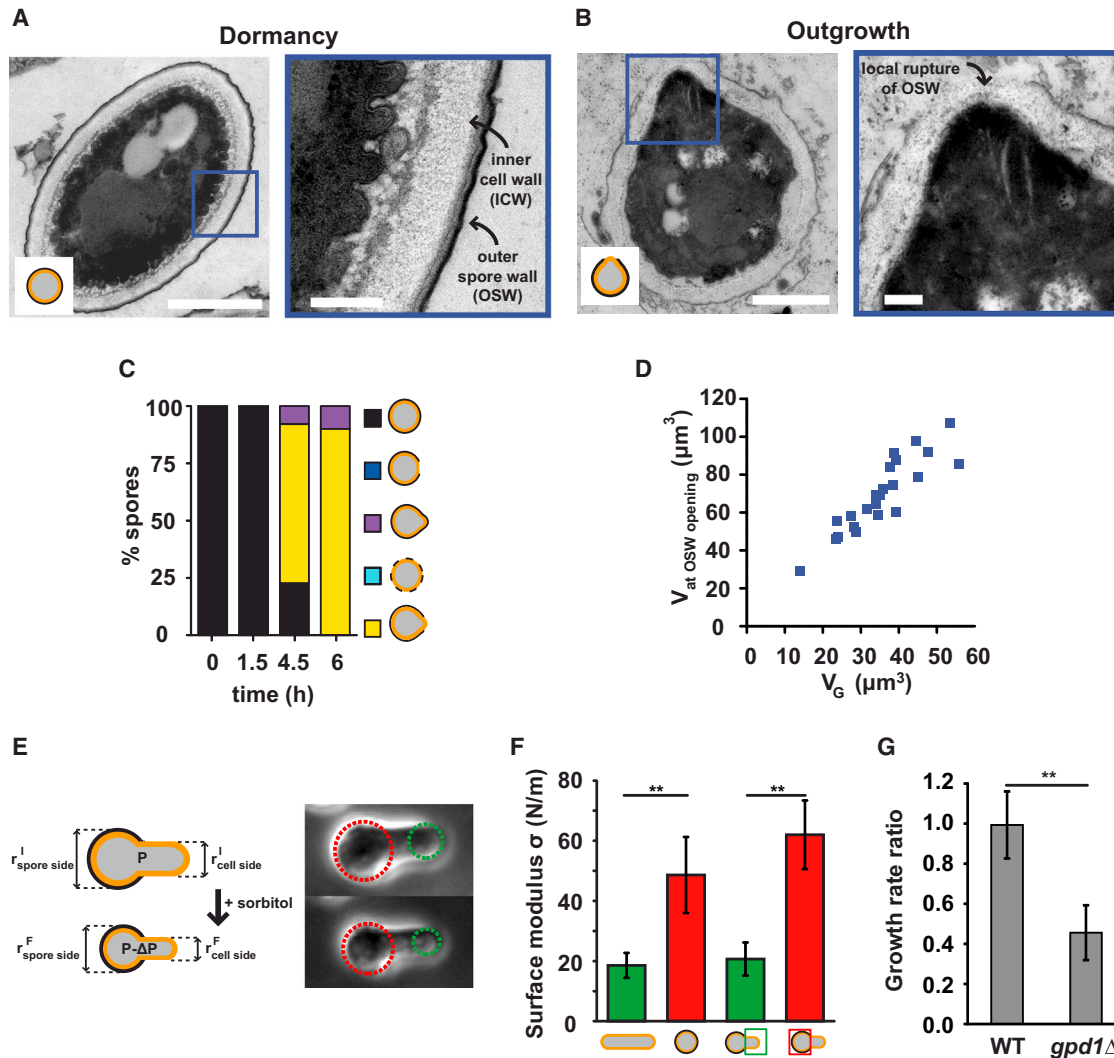 A
Dormancy
inner
cell wall
(ICW)
outer
spore wall
(OSW)
B
Outgrowth
local rupture
of OSW
C
% spores
100
75
50
25
0
0 1.5 4.5 6
time (h)
D
V at OSW opening (µm³)
120
100
80
60
40
20
0
0 10 20 30 40 50 60
V_G (µm³)
E
r^I spore side
P
r^I cell side
+ sorbitol
r^F spore side
P-ΔP
r^F cell side
F
Surface modulus σ (N/m)
80
60
40
20
0
** **
G
Growth rate ratio
1.2
1.0
0.8
0.6
0.4
0.2
0.0
**
WT gpd1Δ